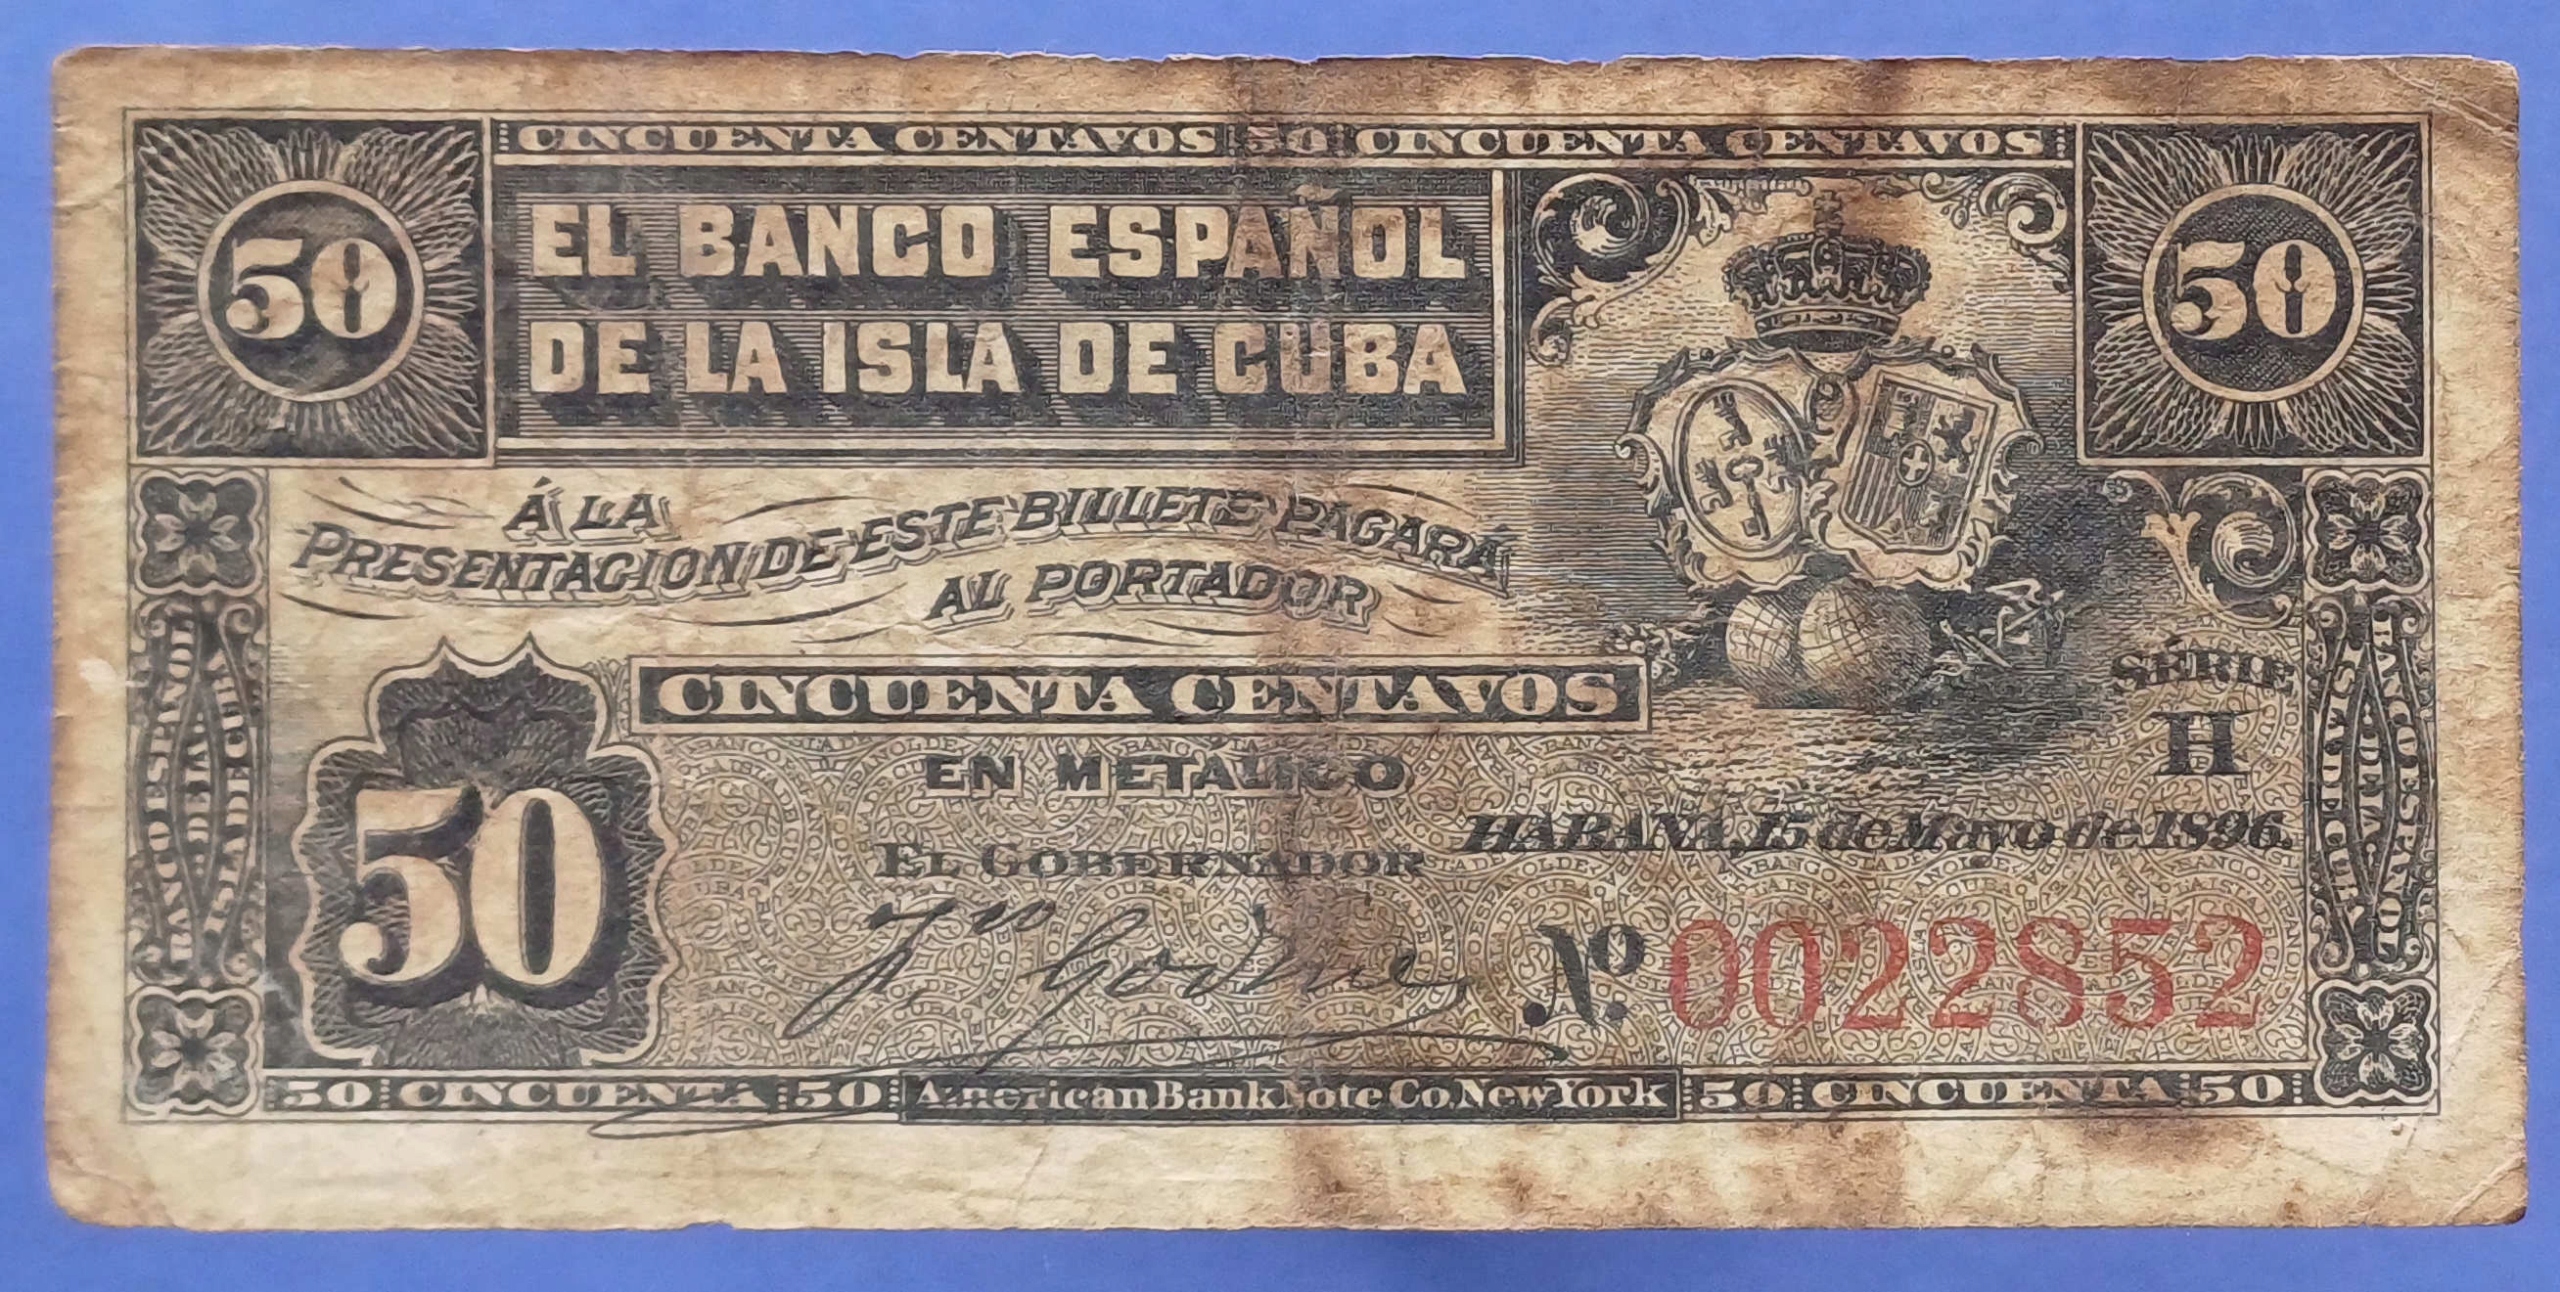 CINCUENTA CENTAVOS 50 CINCUENTA CENTAVOS
50
EL BANCO ESPAÑOL
DE LA ISLA DE CUBA
50
Á LA
PRESENTACION DE ESTE BILLETE PAGARÁ
AL PORTADOR
CINCUENTA CENTAVOS
EN METÁLICO
SÉRIE
H
HABANA, 15 de Mayo de 1896.
EL GOBERNADOR
50
No. 0022852
BANCO ESPAÑOL
DE LA
ISLA DE CUBA
BANCO ESPAÑOL
DE LA
ISLA DE CUBA
50 CINCUENTA 50 American Bank Note Co. New York 50 CINCUENTA 50